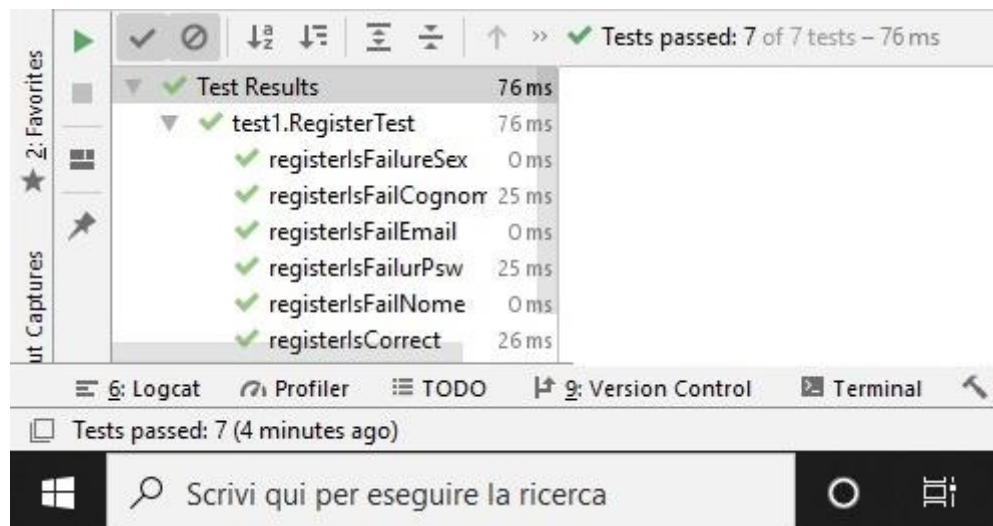 Tests passed: 7 of 7 tests – 76 ms
2: Favorites
ut Captures
Test Results 76 ms
test1.RegisterTest 76 ms
registerIsFailureSex 0 ms
registerIsFailCognom 25 ms
registerIsFailEmail 0 ms
registerIsFailurPsw 25 ms
registerIsFailNome 0 ms
registerIsCorrect 26 ms
6: Logcat Profiler TODO 9: Version Control Terminal
Tests passed: 7 (4 minutes ago)
Scrivi qui per eseguire la ricerca